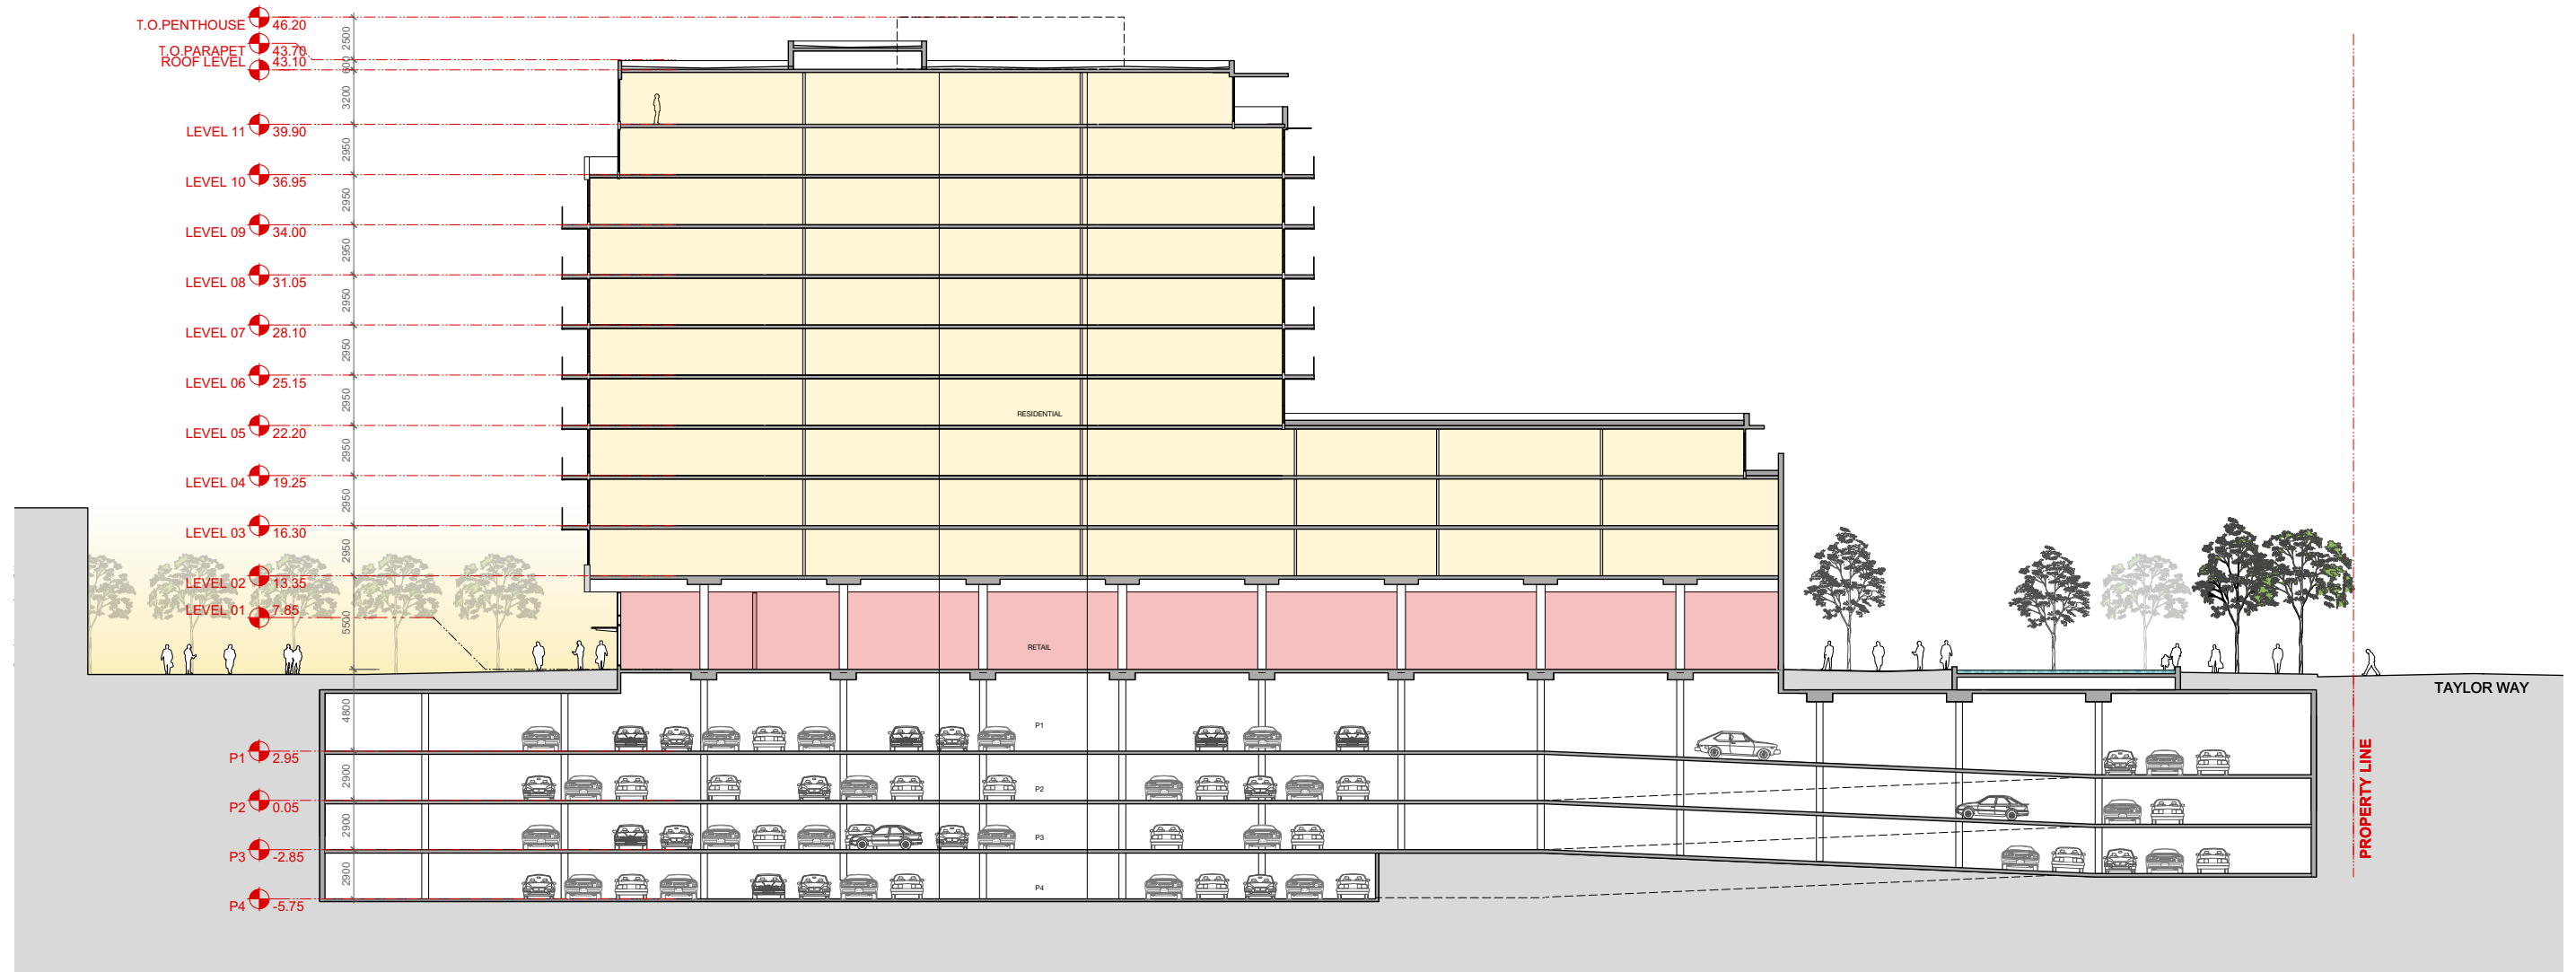 T.O.PENTHOUSE 46.20
2500
T.O.PARAPET 43.70
ROOF LEVEL 43.10
600
3200
LEVEL 11 39.90
2950
LEVEL 10 36.95
2950
LEVEL 09 34.00
2950
LEVEL 08 31.05
2950
LEVEL 07 28.10
2950
LEVEL 06 25.15
2950
RESIDENTIAL
LEVEL 05 22.20
2950
LEVEL 04 19.25
2950
LEVEL 03 16.30
2950
LEVEL 02 13.35
LEVEL 01 7.85
5500
RETAIL
TAYLOR WAY
4800
P1
P1 2.95
PROPERTY LINE
2900
P2
P2 0.05
2900
P3
P3 -2.85
2900
P4
P4 -5.75